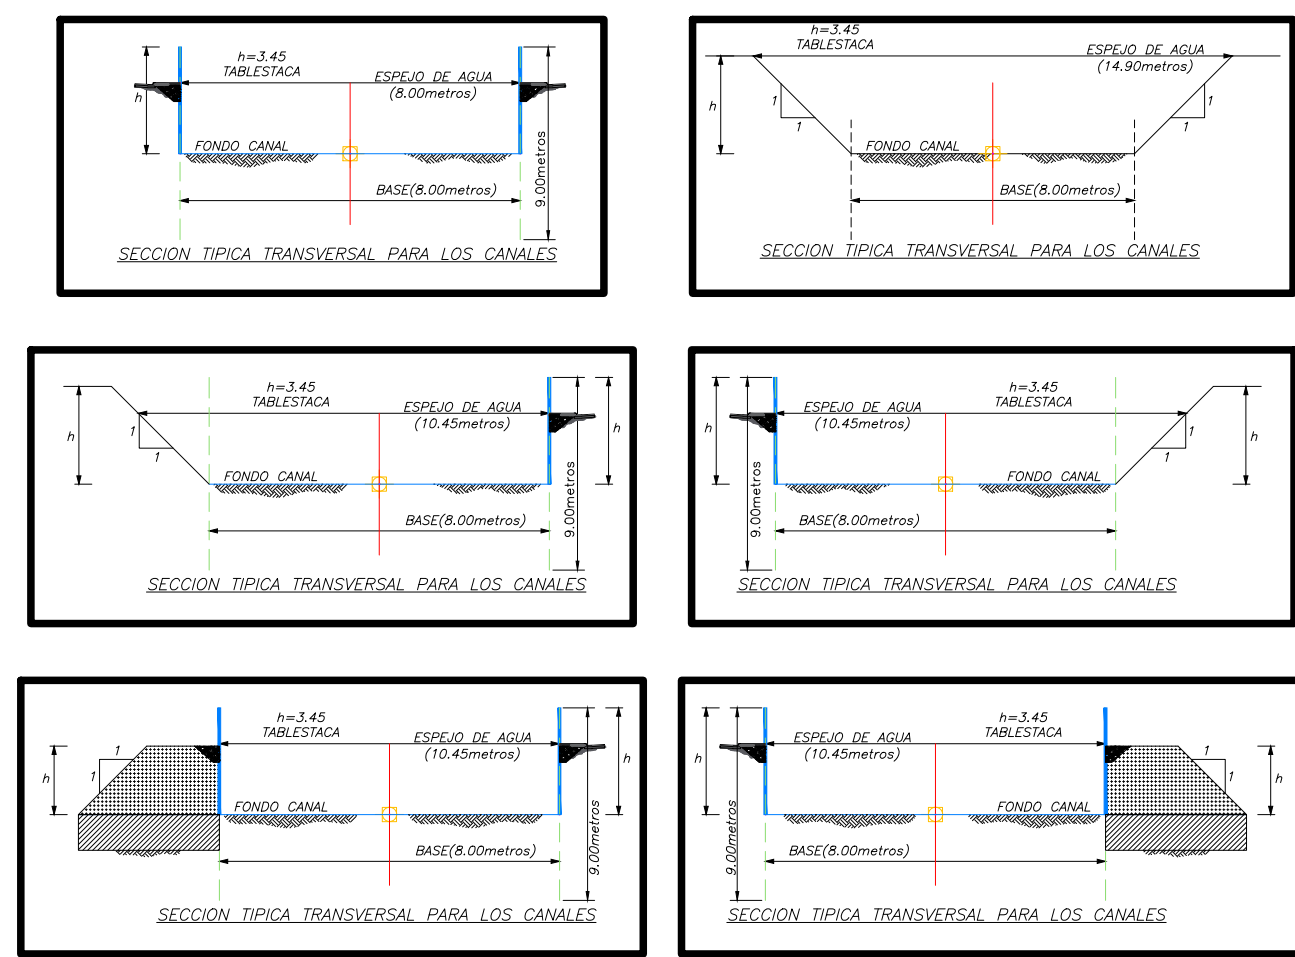 h=3.45
TABLESTACA
ESPEJO DE AGUA
(8.00metros)
h
FONDO CANAL
BASE(8.00metros)
9.00metros
SECCION TIPICA TRANSVERSAL PARA LOS CANALES
h=3.45
TABLESTACA
ESPEJO DE AGUA
(14.90metros)
h
1
1
1
1
FONDO CANAL
BASE(8.00metros)
SECCION TIPICA TRANSVERSAL PARA LOS CANALES
h=3.45
TABLESTACA
ESPEJO DE AGUA
(10.45metros)
h
1
1
h
FONDO CANAL
BASE(8.00metros)
9.00metros
SECCION TIPICA TRANSVERSAL PARA LOS CANALES
h=3.45
TABLESTACA
ESPEJO DE AGUA
(10.45metros)
h
1
1
h
FONDO CANAL
BASE(8.00metros)
9.00metros
SECCION TIPICA TRANSVERSAL PARA LOS CANALES
h=3.45
TABLESTACA
ESPEJO DE AGUA
(10.45metros)
1
1
h
h
FONDO CANAL
BASE(8.00metros)
9.00metros
SECCION TIPICA TRANSVERSAL PARA LOS CANALES
h=3.45
TABLESTACA
ESPEJO DE AGUA
(10.45metros)
h
1
1
h
FONDO CANAL
BASE(8.00metros)
9.00metros
SECCION TIPICA TRANSVERSAL PARA LOS CANALES